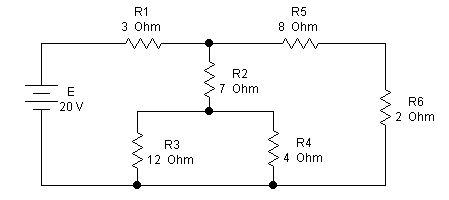 R1
3 Ohm
R5
8 Ohm
R2
7 Ohm
E
20 V
R6
2 Ohm
R3
12 Ohm
R4
4 Ohm